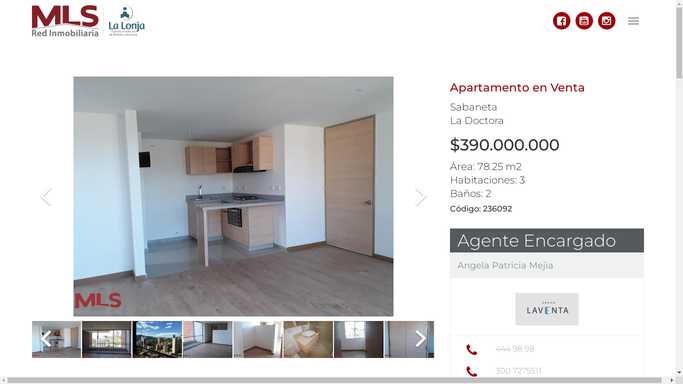 MLS
Red Inmobiliaria
La Lonja
Apartamento en Venta
Sabaneta
La Doctora
$390.000.000
Área: 78.25 m2
Habitaciones: 3
Baños: 2
Código: 236092
MLS
Agente Encargado
Angela Patricia Mejia
LAVENTA
98 98
300 7275511